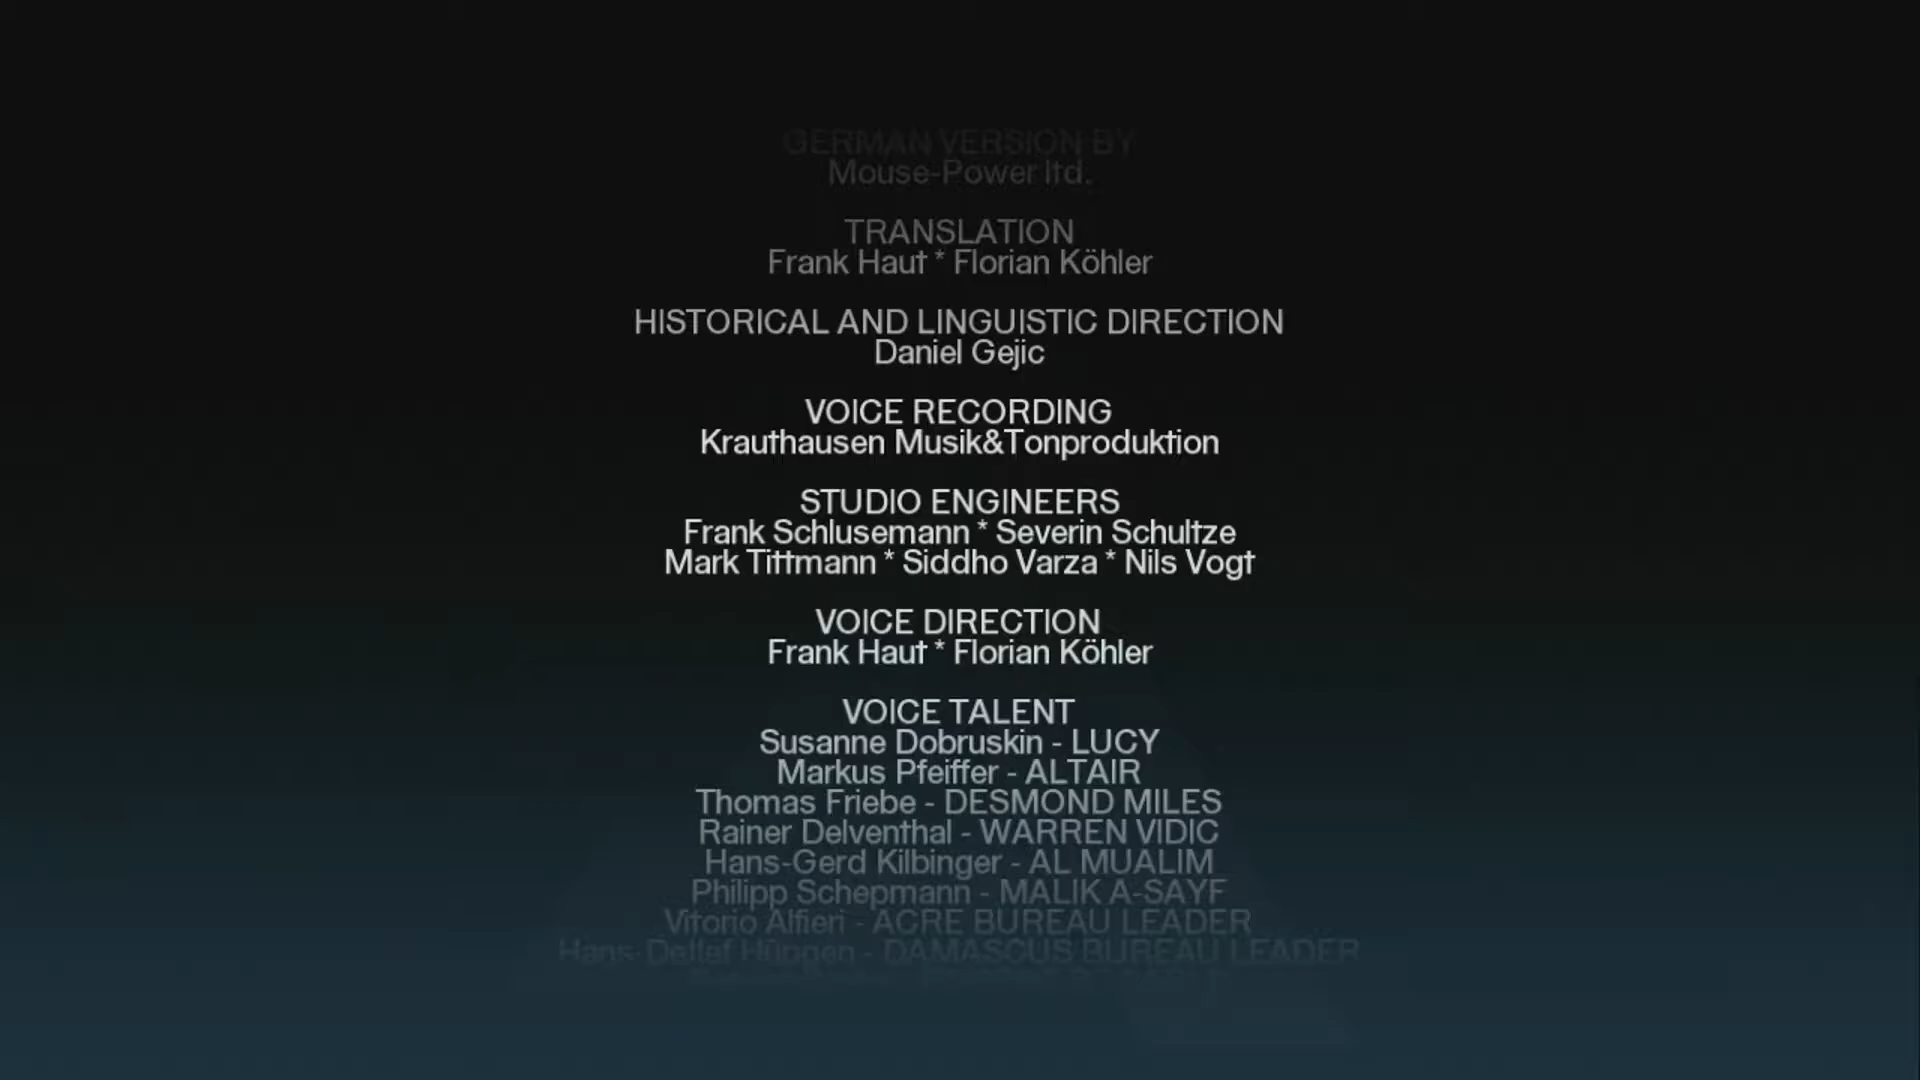 GERMAN VERSION BY
Mouse-Power ltd.
TRANSLATION
Frank Haut * Florian Köhler
HISTORICAL AND LINGUISTIC DIRECTION
Daniel Gejic
VOICE RECORDING
Krauthausen Musik&Tonproduktion
STUDIO ENGINEERS
Frank Schlusemann * Severin Schultze
Mark Tittmann * Siddho Varza * Nils Vogt
VOICE DIRECTION
Frank Haut * Florian Köhler
VOICE TALENT
Susanne Dobruskin - LUCY
Markus Pfeiffer - ALTAIR
Thomas Friebe - DESMOND MILES
Rainer Delventhal - WARREN VIDIC
Hans-Gerd Kilbinger - AL MUALIM
Philipp Schepmann - MALIK A-SAYF
Vitorio Alfieri - ACRE BUREAU LEADER
Hans-Detlef Hüpgen - DAMASCUS BUREAU LEADER